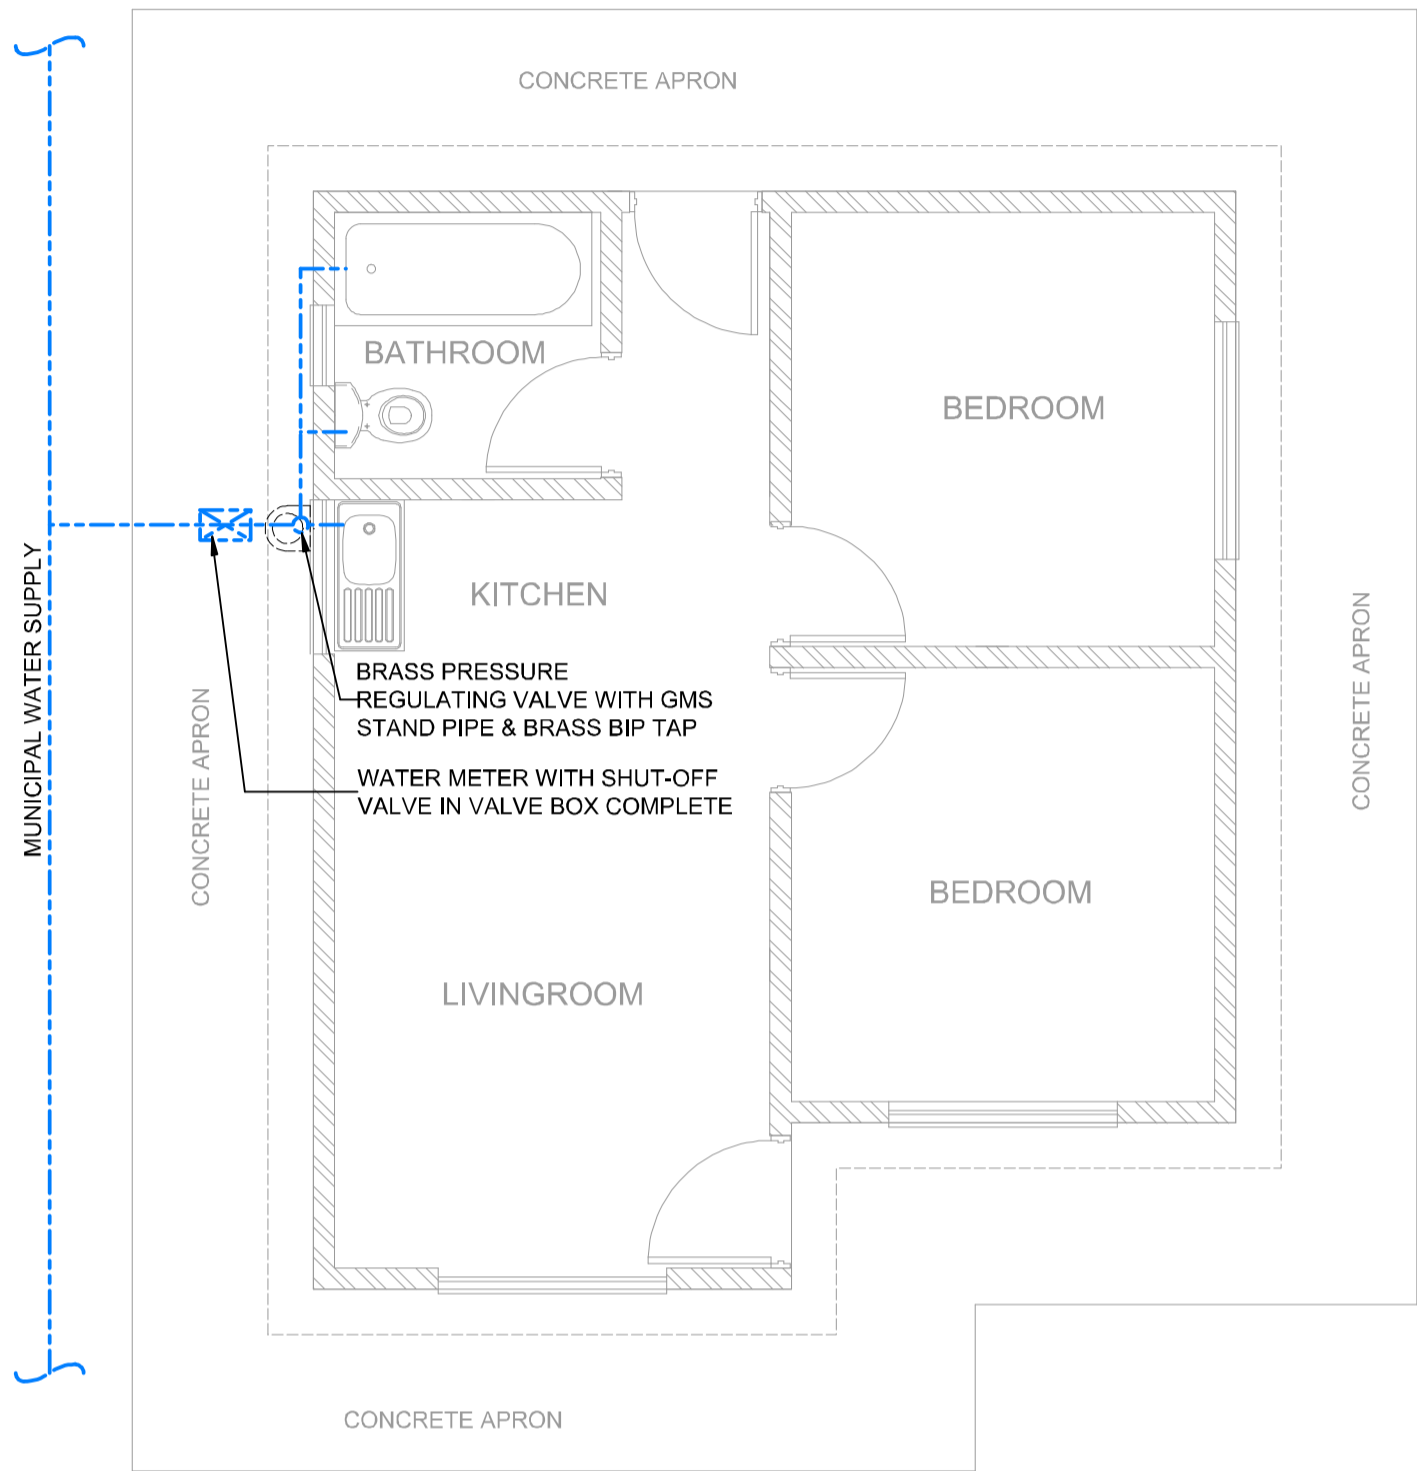 CONCRETE APRON
BATHROOM
BEDROOM
KITCHEN
MUNICIPAL WATER SUPPLY
CONCRETE APRON
BRASS PRESSURE
REGULATING VALVE WITH GMS
STAND PIPE & BRASS BIP TAP
WATER METER WITH SHUT-OFF
VALVE IN VALVE BOX COMPLETE
CONCRETE APRON
BEDROOM
LIVINGROOM
CONCRETE APRON